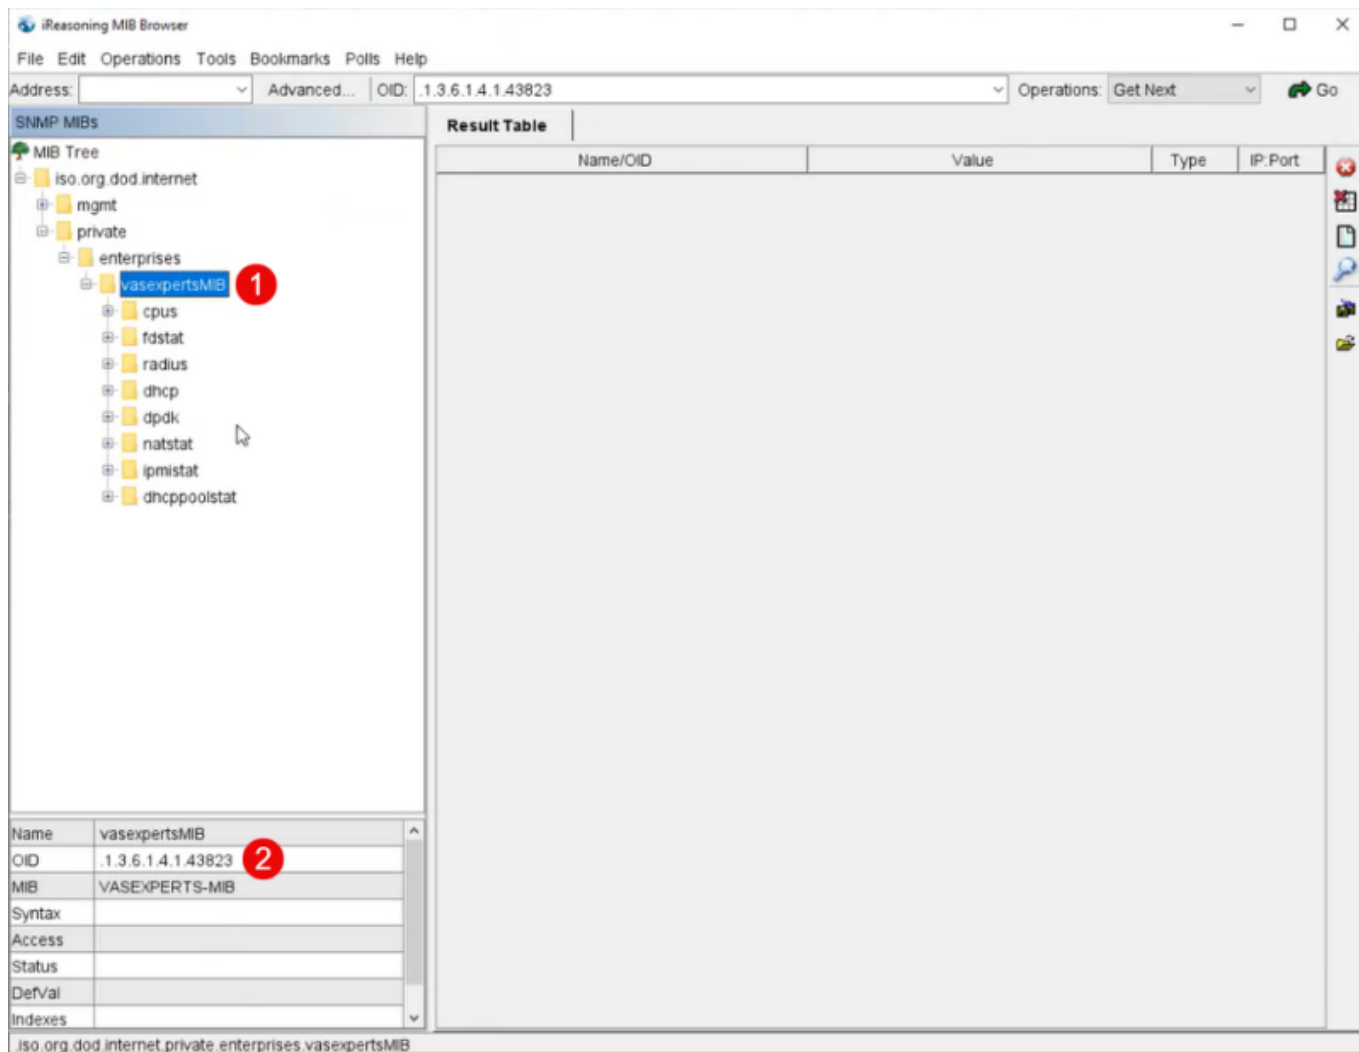 iReasoning MIB Browser
File Edit Operations Tools Bookmarks Polls Help
Address: Advanced... OID: .1.3.6.1.4.1.43823 Operations: Get Next Go
SNMP MIBs
MIB Tree
iso.org.dod.internet
mgmt
private
enterprises
vasexpertsMIB 1
cpus
fdstat
radius
dhcp
dpdk
natstat
ipmistat
dhcppoolstat
Result Table
Name/OID Value Type IP:Port
Name vasexpertsMIB
OID .1.3.6.1.4.1.43823 2
MIB VASEXPERTS-MIB
Syntax
Access
Status
DefVal
Indexes
.iso.org.dod.internet.private.enterprises.vasexpertsMIB